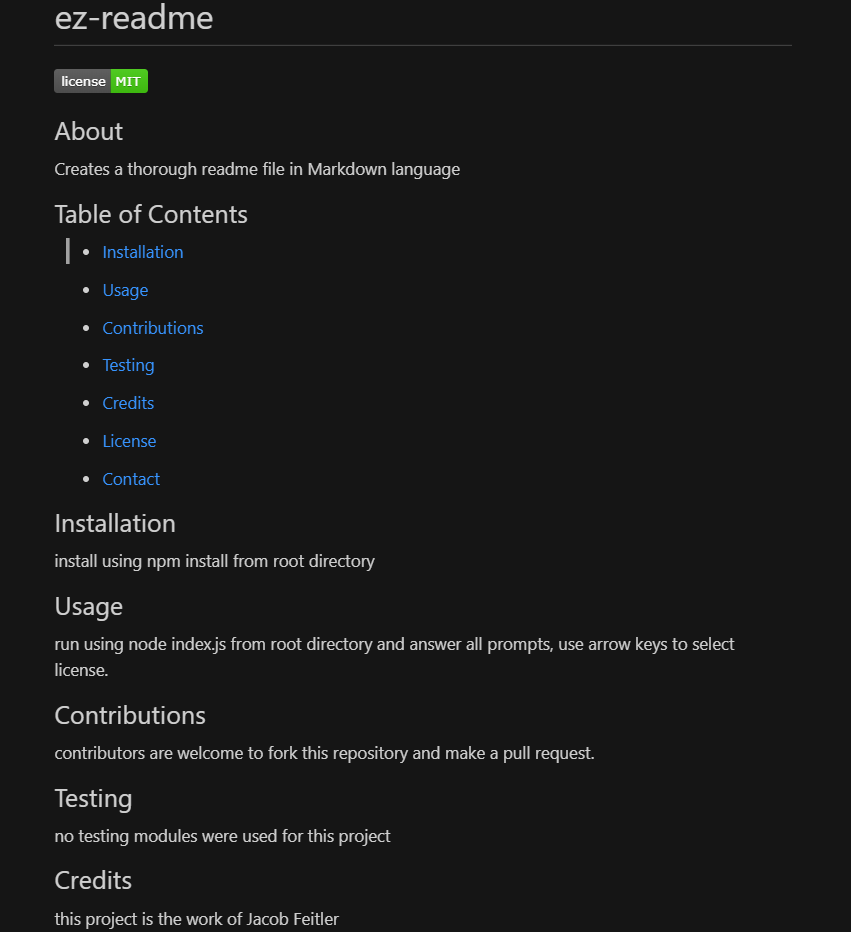 ez-readme
license MIT
About
Creates a thorough readme file in Markdown language
Table of Contents
Installation
Usage
Contributions
Testing
Credits
License
Contact
Installation
install using npm install from root directory
Usage
run using node index.js from root directory and answer all prompts, use arrow keys to select
license.
Contributions
contributors are welcome to fork this repository and make a pull request.
Testing
no testing modules were used for this project
Credits
this project is the work of Jacob Feitler